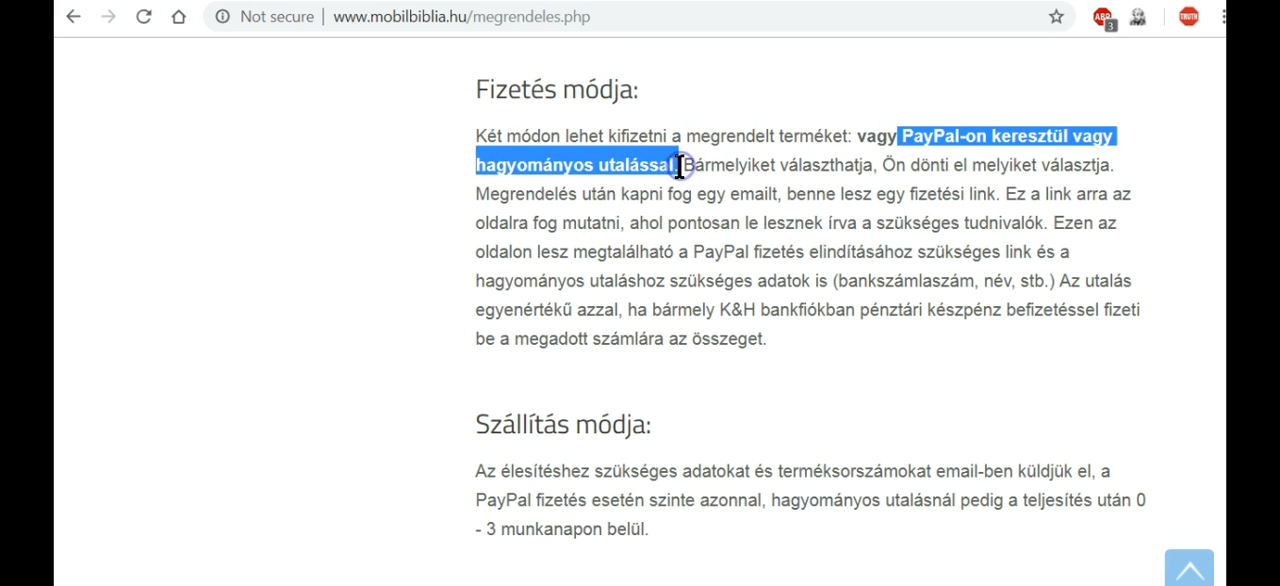 Not secure | www.mobilbiblia.hu/megrendeles.php
ABP
3
TRUTH
Fizetés módja:
Két módon lehet kifizetni a megrendelt terméket: vagy PayPal-on keresztül vagy
hagyományos utalással. Bármelyiket választhatja, Ön dönti el melyiket választja.
Megrendelés után kapni fog egy emailt, benne lesz egy fizetési link. Ez a link arra az
oldalra fog mutatni, ahol pontosan le lesznek írva a szükséges tudnivalók. Ezen az
oldalon lesz megtalálható a PayPal fizetés elindításához szükséges link és a
hagyományos utaláshoz szükséges adatok is (bankszámlaszám, név, stb.) Az utalás
egyenértékű azzal, ha bármely K&H bankfiókban pénztári készpénz befizetéssel fizeti
be a megadott számlára az összeget.
Szállítás módja:
Az élesítéshez szükséges adatokat és terméksorszámokat email-ben küldjük el, a
PayPal fizetés esetén szinte azonnal, hagyományos utalásnál pedig a teljesítés után 0
- 3 munkanapon belül.